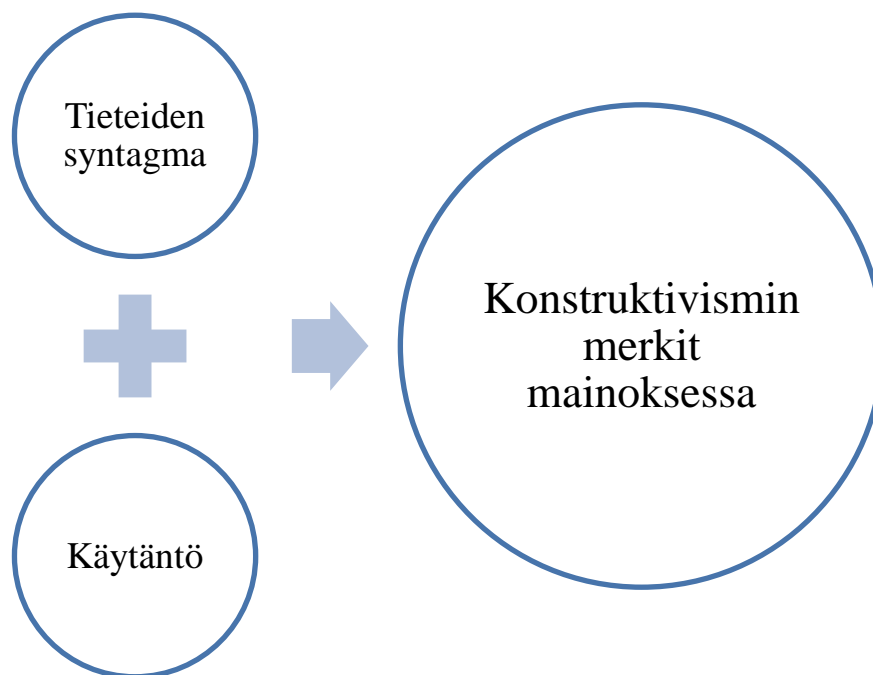 Tieteiden
syntagma
Käytäntö
Konstruktivismin
merkit
mainoksessa